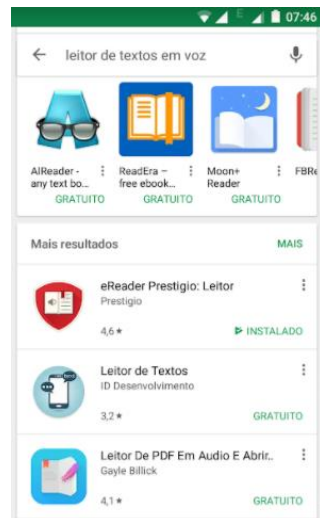 E 07:46
leitor de textos em voz
AlReader - any text bo...
GRATUITO
ReadEra – free ebook...
GRATUITO
Moon+ Reader
GRATUITO
FBRe
Mais resultados MAIS
eReader Prestigio: Leitor
Prestigio
4,6★ INSTALADO
Leitor de Textos
ID Desenvolvimento
3,2★ GRATUITO
Leitor De PDF Em Audio E Abrir..
Gayle Billick
4,1★ GRATUITO